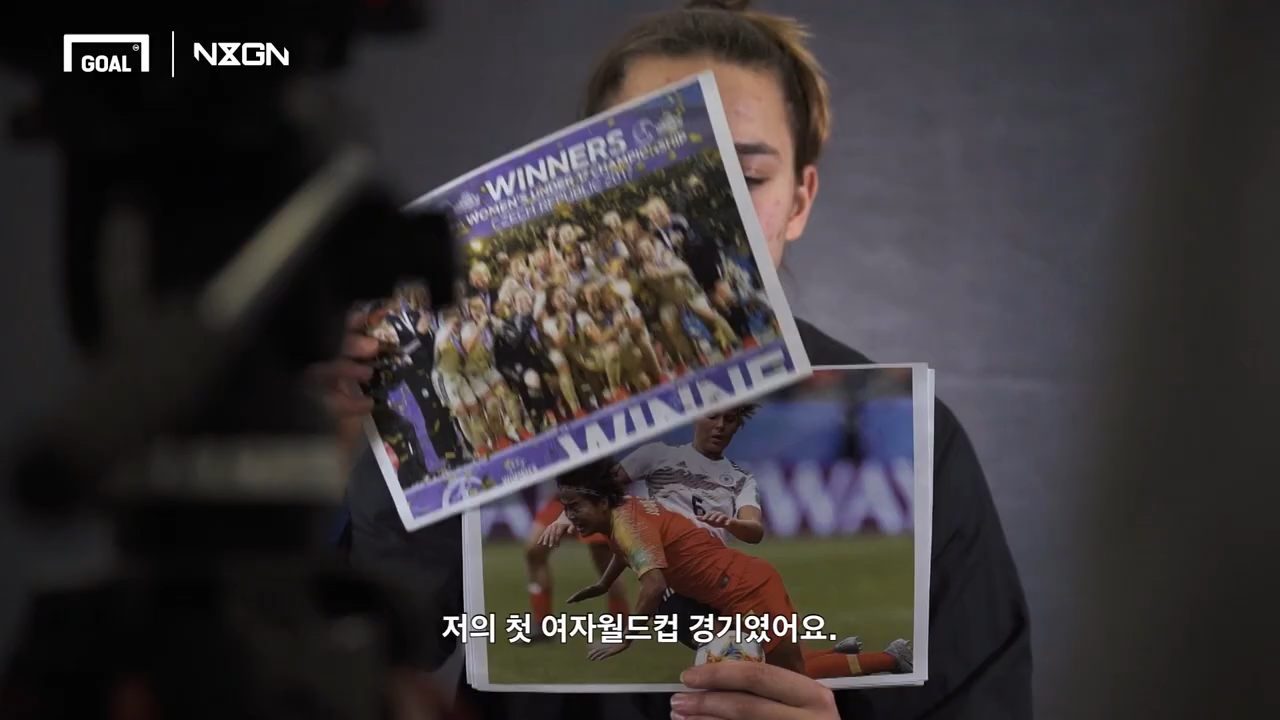 GOAL
NXGN
WINNERS
WOMEN'S UNDER 17 CHAMPIONSHIP
CZECH REPUBLIC 2017
WINNE
WAY
6
저의 첫 여자월드컵 경기였어요.